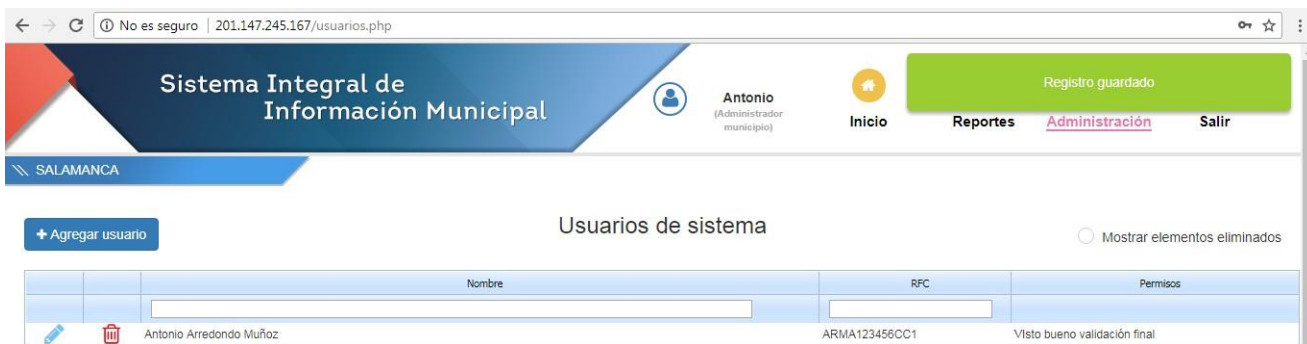 No es seguro | 201.147.245.167/usuarios.php
Sistema Integral de
Información Municipal
Antonio
(Administrador
municipio)
Inicio
Registro guardado
Reportes
Administración
Salir
SALAMANCA
+ Agregar usuario
Usuarios de sistema
Mostrar elementos eliminados
Nombre
RFC
Permisos
Antonio Arredondo Muñoz
ARMA123456CC1
VIsto bueno validación final